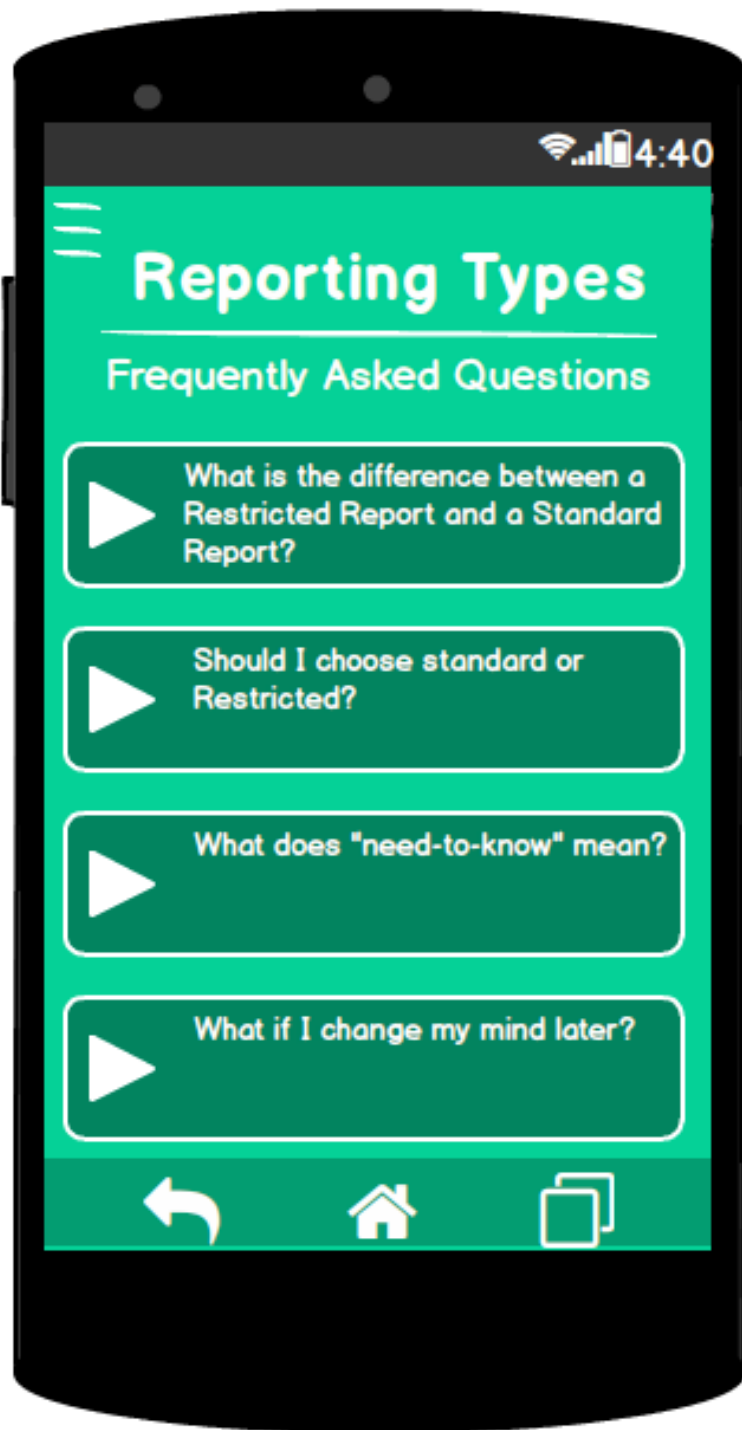 4:40
Reporting Types
Frequently Asked Questions
What is the difference between a
Restricted Report and a Standard
Report?
Should I choose standard or
Restricted?
What does "need-to-know" mean?
What if I change my mind later?